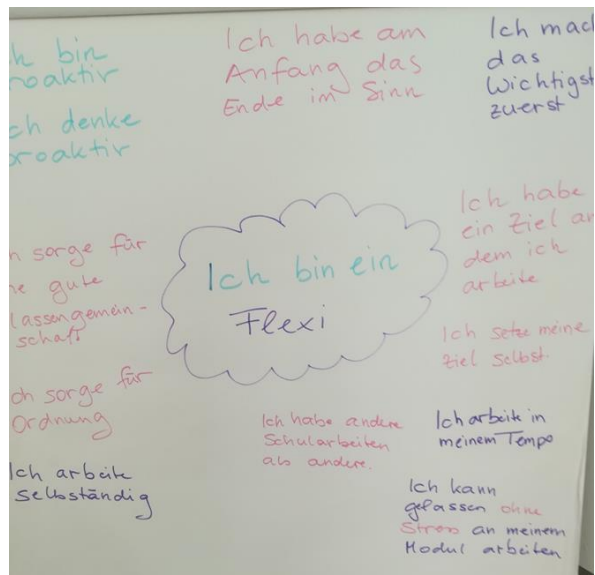 h bin
roaktiv
ch denke
proaktiv
Ich habe am
Anfang das
Ende im Sinn
Ich mach
das
Wichtigst
zuerst
Ich bin ein
Flexi
Ich habe
ein Ziel an
dem ich
arbeite
Ich setze meine
Ziel selbst.
h sorge für
ne gute
lassengemein-
schaft
ch sorge für
Ordnung
Ich arbeite
selbständig
Ich habe andere
Schularbeiten
als andere.
Ich arbeite in
meinem Tempo
Ich kann
gelassen ohne
Stress an meinem
Modul arbeiten